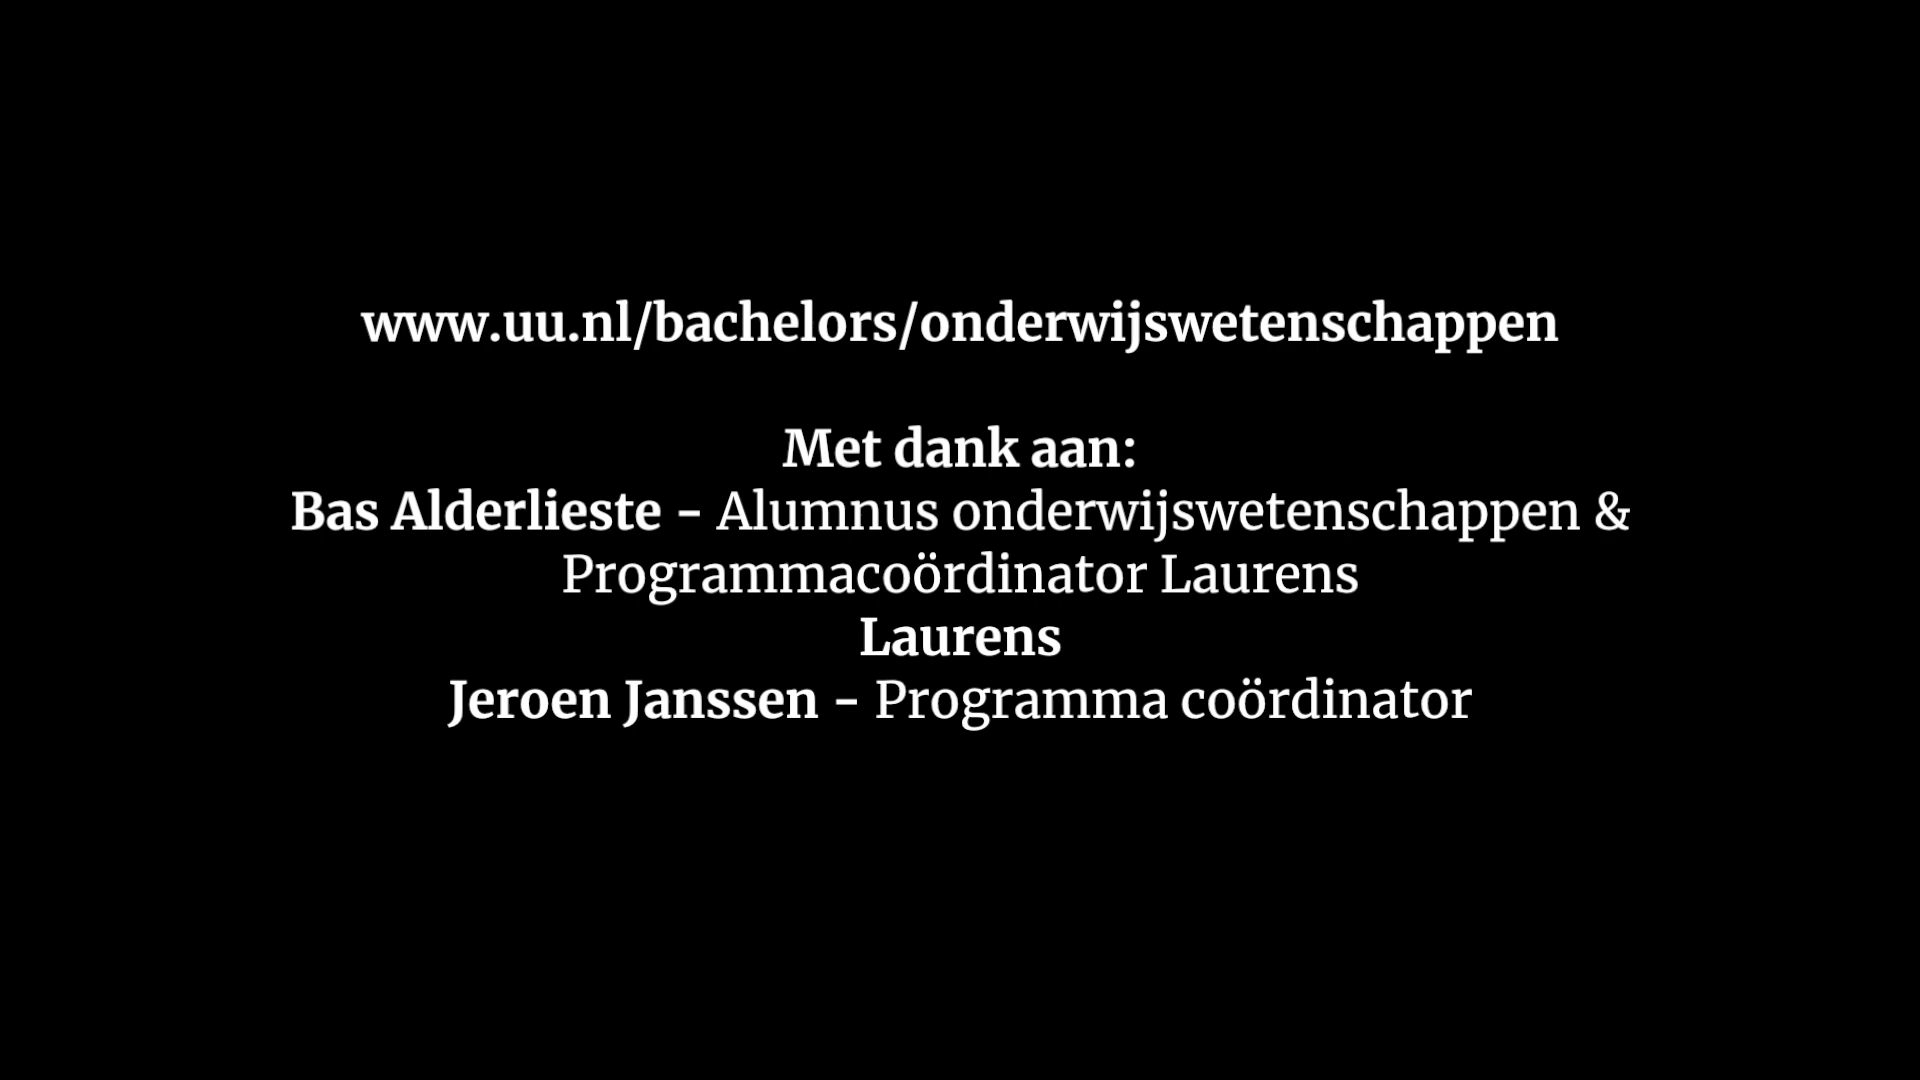 www.uu.nl/bachelors/onderwijswetenschappen
Met dank aan:
Bas Alderlieste - Alumnus onderwijswetenschappen &
Programmacoördinator Laurens
Laurens
Jeroen Janssen - Programma coördinator